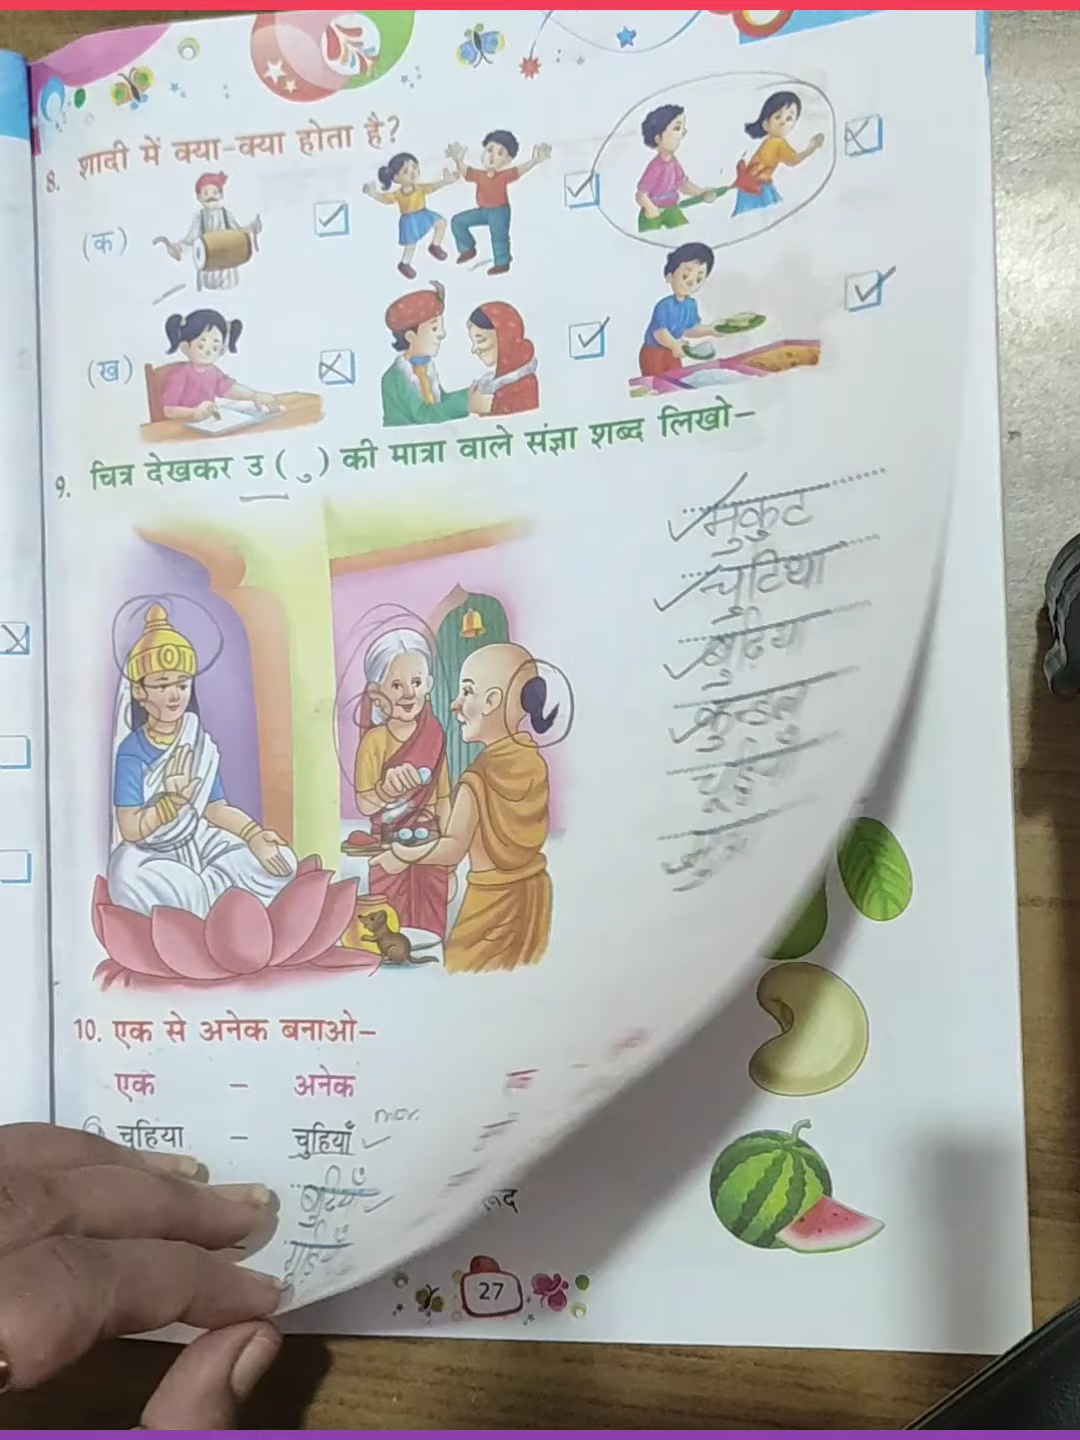 8. शादी में क्या-क्या होता है?
(क)
(ख)
9. चित्र देखकर उ ( ु ) की मात्रा वाले संज्ञा शब्द लिखो–
मुकुट
चुटिया
बुढ़िया
10. एक से अनेक बनाओ–
एक – अनेक
चुहिया – चुहियाँ
27